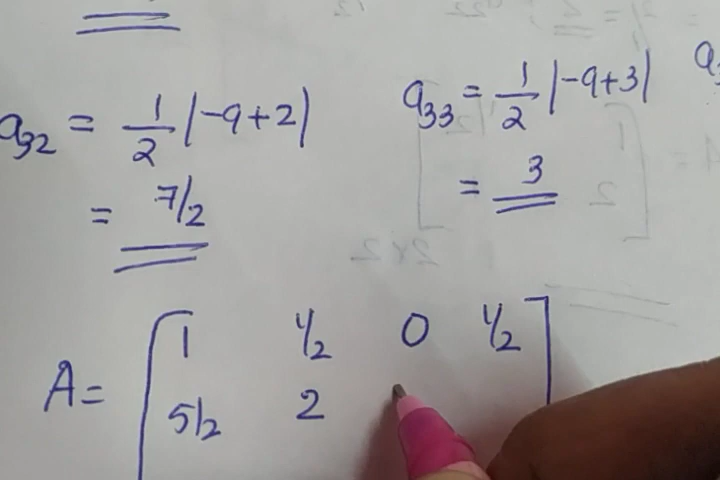 a₃₂ = 1/2 |-9+2|
= 7/2
a₃₃ = 1/2 |-9+3|
= 3
A = [ 1 1/2 0 1/2 ]
5/2 2